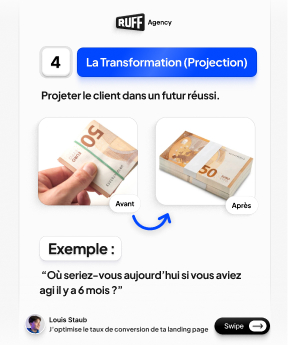 RUFF Agency
4
La Transformation (Projection)
Projeter le client dans un futur réussi.
50
50
Avant
Après
Exemple :
“Où seriez-vous aujourd’hui si vous aviez
agi il y a 6 mois ?”
Louis Staub
J’optimise le taux de conversion de ta landing page
Swipe